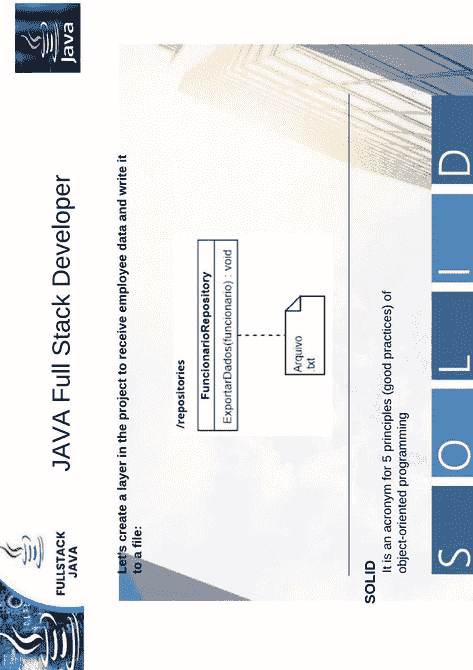 FULLSTACK
JAVA
JAVA Full Stack Developer
Java
Let's create a layer in the project to receive employee data and write it
to a file:
/repositories
FuncionarioRepository
ExportarDados(funcionario) : void
Arquivo
.txt
SOLID
It is an acronym for 5 principles (good practices) of
object-oriented programming
S O L I D